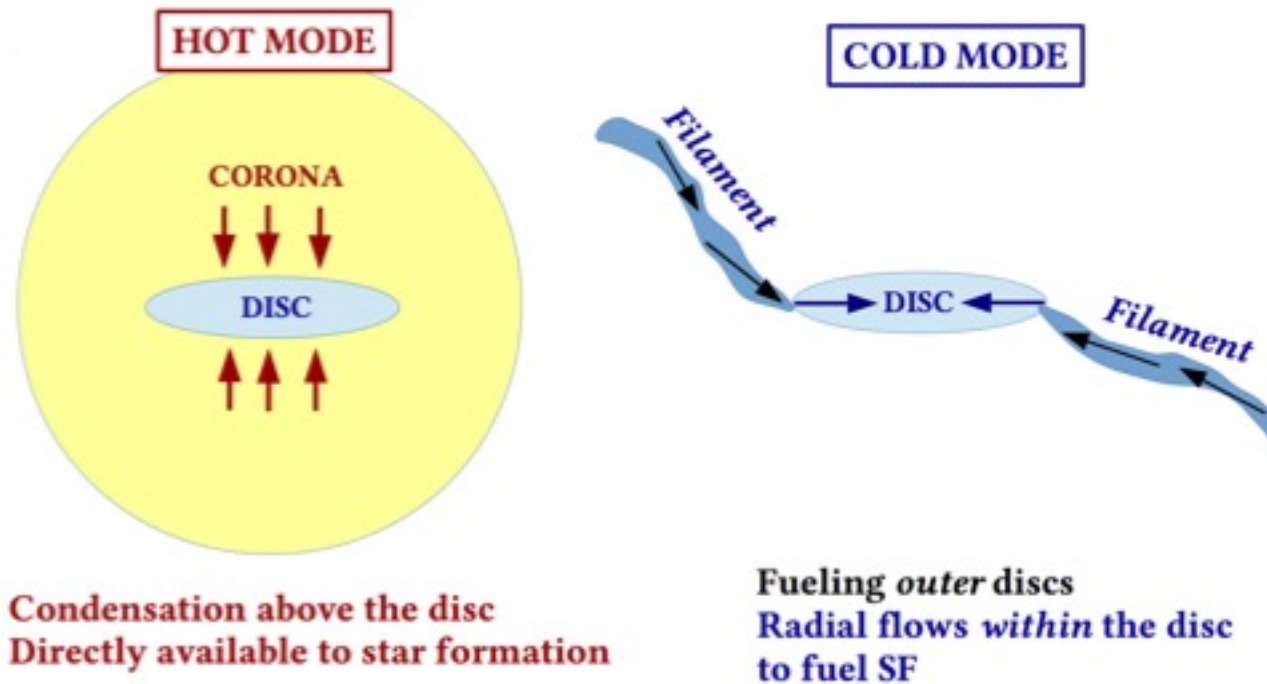 HOT MODE
CORONA
DISC
Condensation above the disc
Directly available to star formation
COLD MODE
Filament
DISC
Filament
Fueling outer discs
Radial flows within the disc
to fuel SF